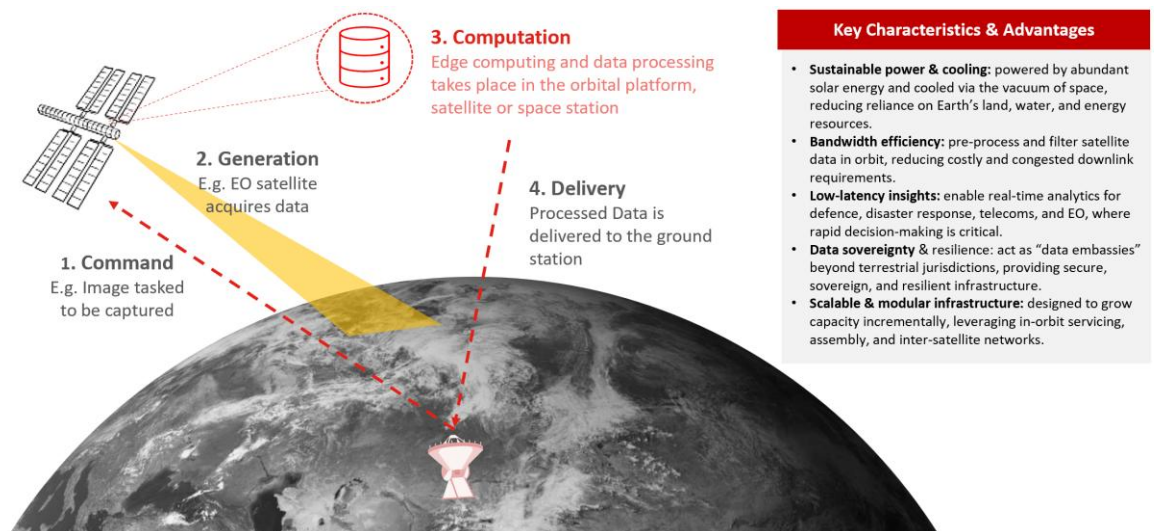 3. Computation
Edge computing and data processing
takes place in the orbital platform,
satellite or space station
2. Generation
E.g. EO satellite
acquires data
4. Delivery
Processed Data is
delivered to the ground
station
1. Command
E.g. Image tasked
to be captured
Key Characteristics & Advantages
• Sustainable power & cooling: powered by abundant
solar energy and cooled via the vacuum of space,
reducing reliance on Earth's land, water, and energy
resources.
• Bandwidth efficiency: pre-process and filter satellite
data in orbit, reducing costly and congested downlink
requirements.
• Low-latency insights: enable real-time analytics for
defence, disaster response, telecoms, and EO, where
rapid decision-making is critical.
• Data sovereignty & resilience: act as “data embassies”
beyond terrestrial jurisdictions, providing secure,
sovereign, and resilient infrastructure.
• Scalable & modular infrastructure: designed to grow
capacity incrementally, leveraging in-orbit servicing,
assembly, and inter-satellite networks.